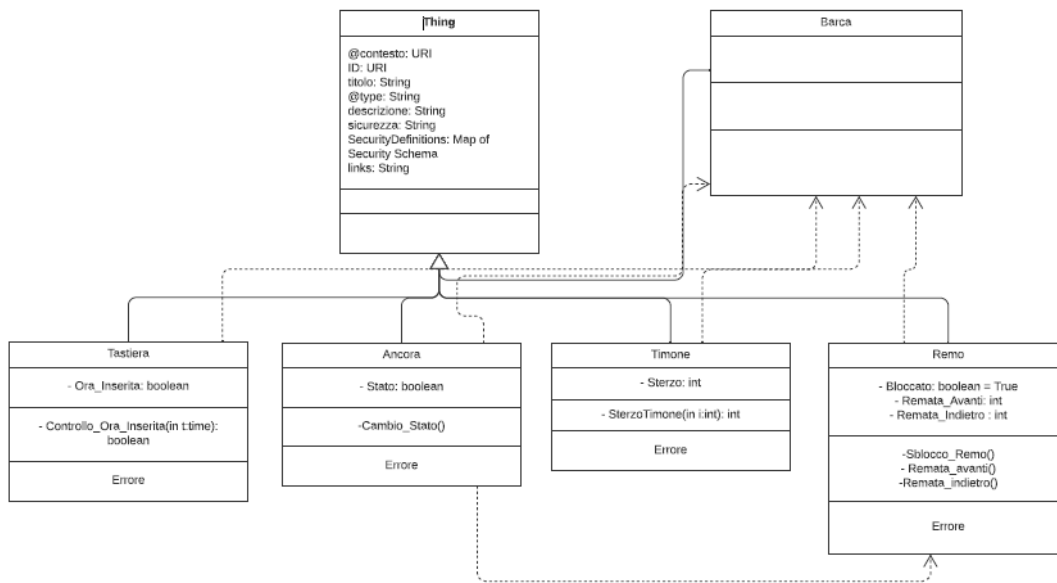 Thing
@contesto: URI
ID: URI
titolo: String
@type: String
descrizione: String
sicurezza: String
SecurityDefinitions: Map of
Security Schema
links: String
Barca
Tastiera
- Ora_Inserita: boolean
- Controllo_Ora_Inserita(in t:time):
boolean
Errore
Ancora
- Stato: boolean
-Cambio_Stato()
Errore
Timone
- Sterzo: int
- SterzoTimone(in i:int): int
Errore
Remo
- Bloccato: boolean = True
- Remata_Avanti: int
- Remata_Indietro : int
-Sblocco_Remo()
- Remata_avanti()
-Remata_indietro()
Errore